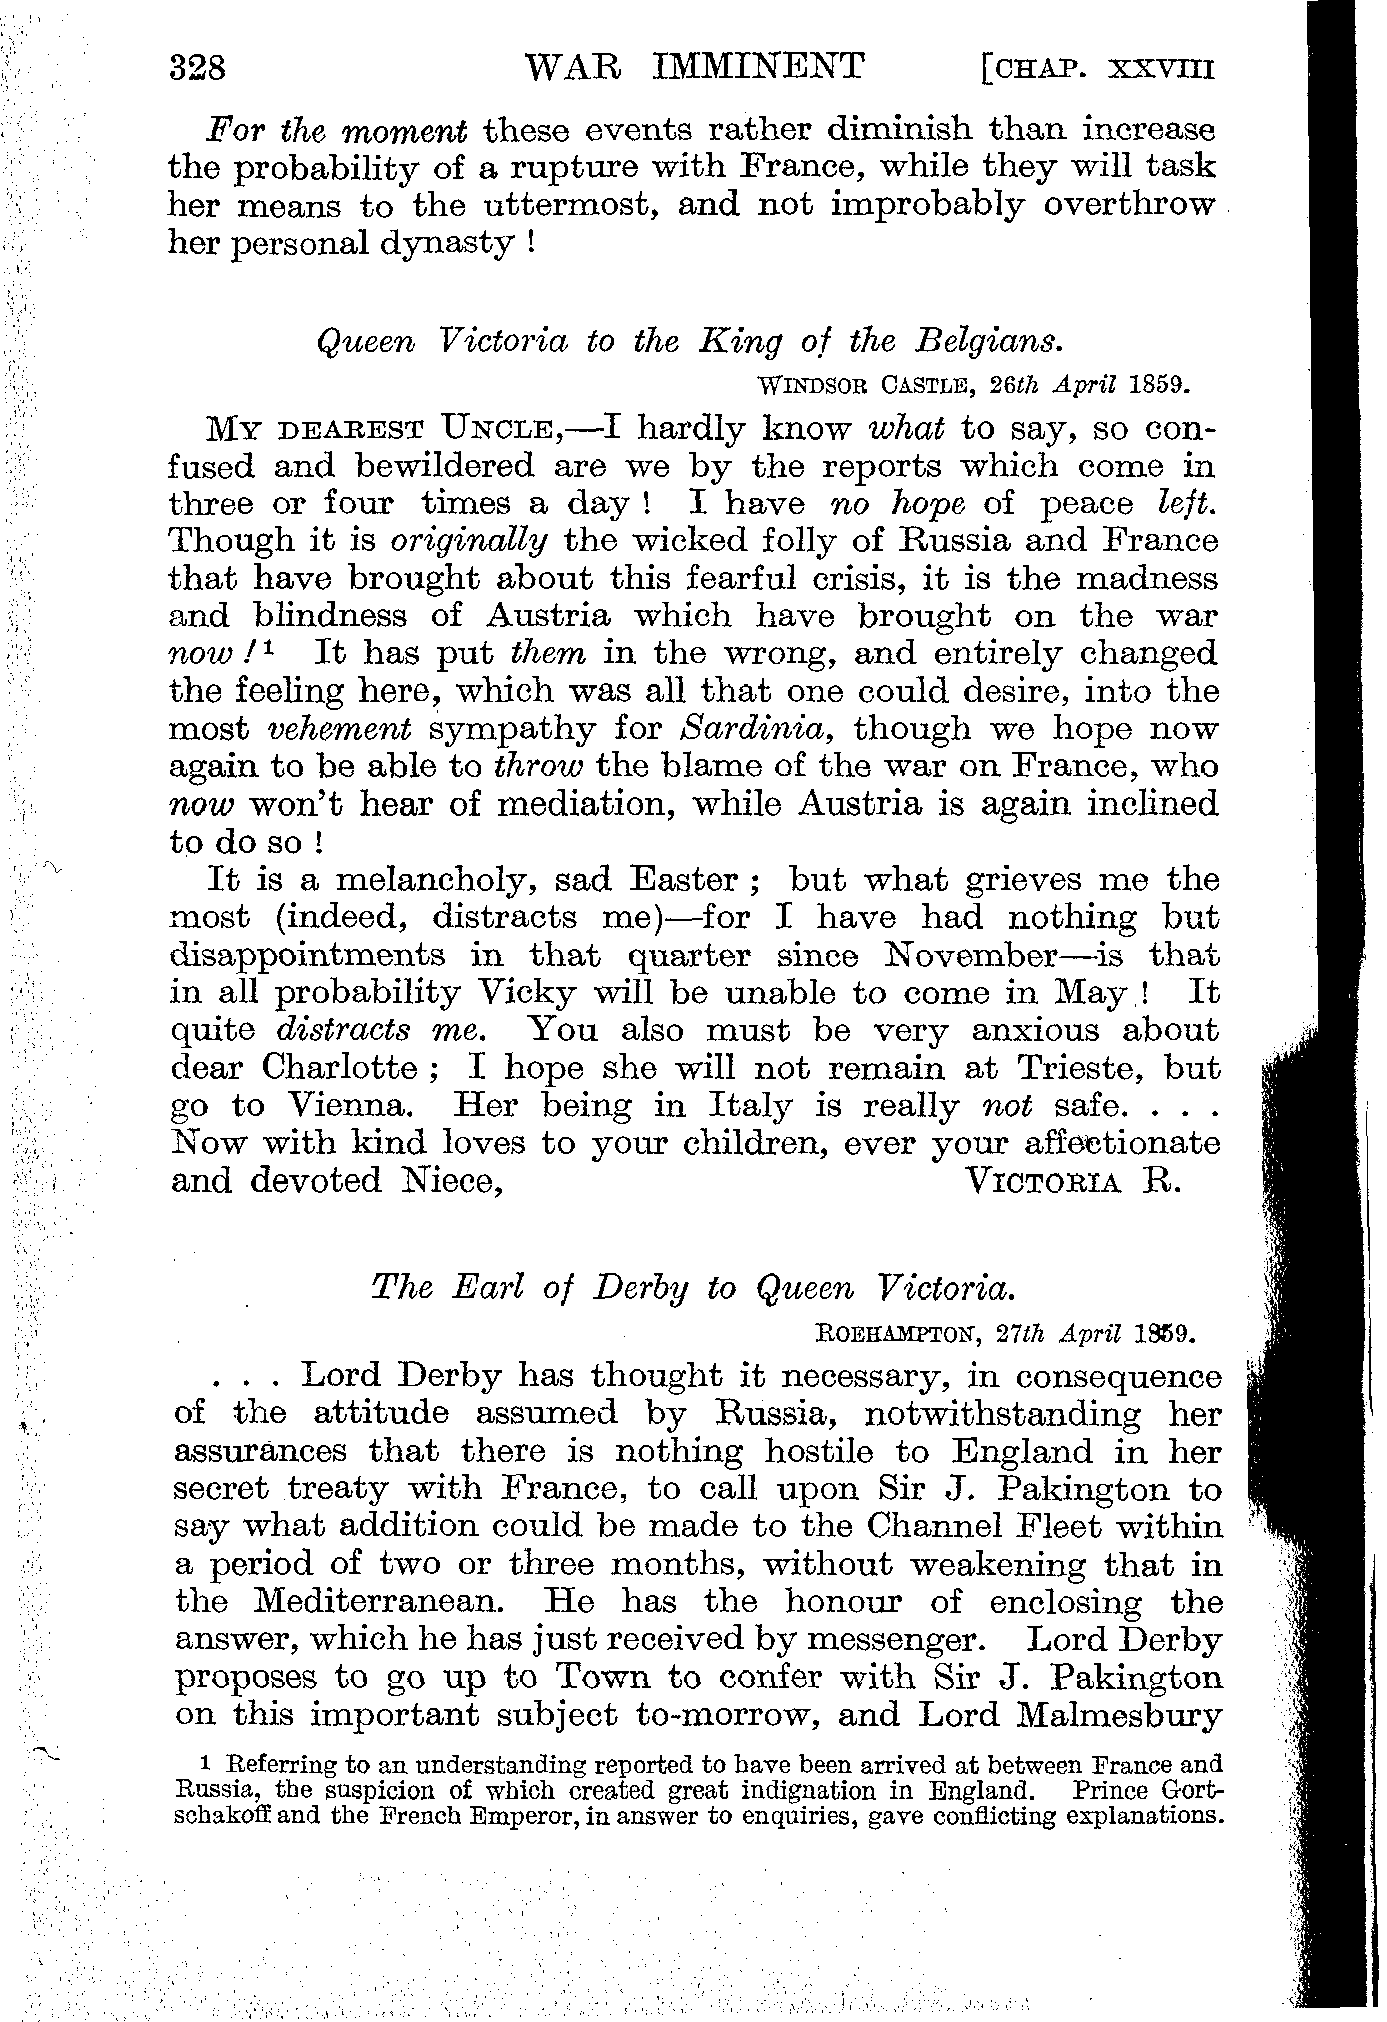 328 WAR IMMINENT [CHAP. XXVIII
For the moment these events rather diminish than increase
the probability of a rupture with France, while they will task
her means to the uttermost, and not improbably overthrow
her personal dynasty !
Queen Victoria to the King of the Belgians.
WINDSOR CASTLE, 26th April 1859.
MY DEAREST UNCLE,—I hardly know what to say, so con-
fused and bewildered are we by the reports which come in
three or four times a day ! I have no hope of peace left.
Though it is originally the wicked folly of Russia and France
that have brought about this fearful crisis, it is the madness
and blindness of Austria which have brought on the war
now !1 It has put them in the wrong, and entirely changed
the feeling here, which was all that one could desire, into the
most vehement sympathy for Sardinia, though we hope now
again to be able to throw the blame of the war on France, who
now won't hear of mediation, while Austria is again inclined
to do so !
It is a melancholy, sad Easter ; but what grieves me the
most (indeed, distracts me)—for I have had nothing but
disappointments in that quarter since November—is that
in all probability Vicky will be unable to come in May ! It
quite distracts me. You also must be very anxious about
dear Charlotte ; I hope she will not remain at Trieste, but
go to Vienna. Her being in Italy is really not safe. . . .
Now with kind loves to your children, ever your affectionate
and devoted Niece, VICTORIA R.
The Earl of Derby to Queen Victoria.
ROEHAMPTON, 27th April 1859.
. . . Lord Derby has thought it necessary, in consequence
of the attitude assumed by Russia, notwithstanding her
assurances that there is nothing hostile to England in her
secret treaty with France, to call upon Sir J. Pakington to
say what addition could be made to the Channel Fleet within
a period of two or three months, without weakening that in
the Mediterranean. He has the honour of enclosing the
answer, which he has just received by messenger. Lord Derby
proposes to go up to Town to confer with Sir J. Pakington
on this important subject to-morrow, and Lord Malmesbury
1 Referring to an understanding reported to have been arrived at between France and
Russia, the suspicion of which created great indignation in England. Prince Gort-
schakoff and the French Emperor, in answer to enquiries, gave conflicting explanations.